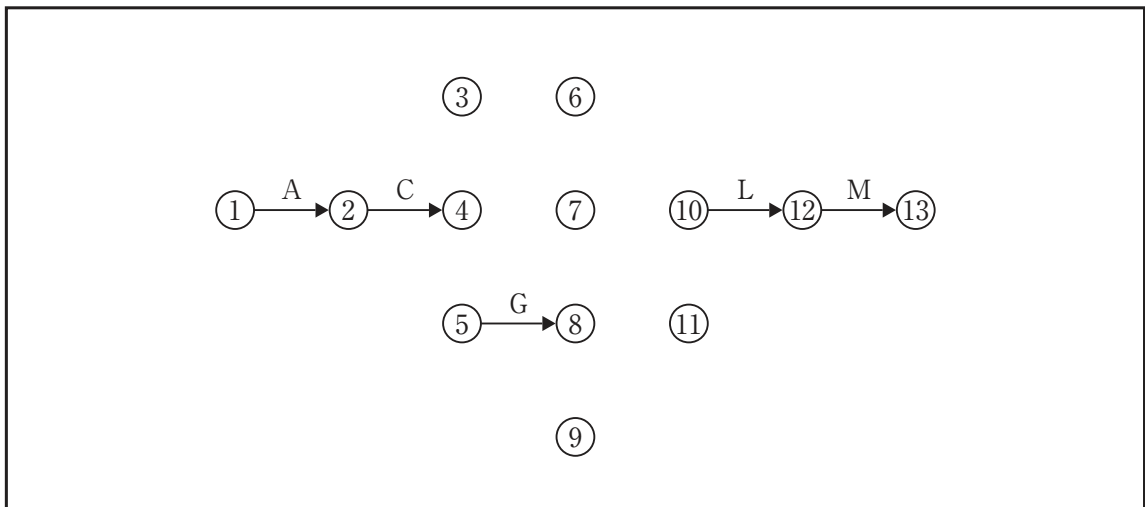 ③ ⑥
A C L M
① ② ④ ⑦ ⑩ ⑫ ⑬
G
⑤ ⑧ ⑪
⑨